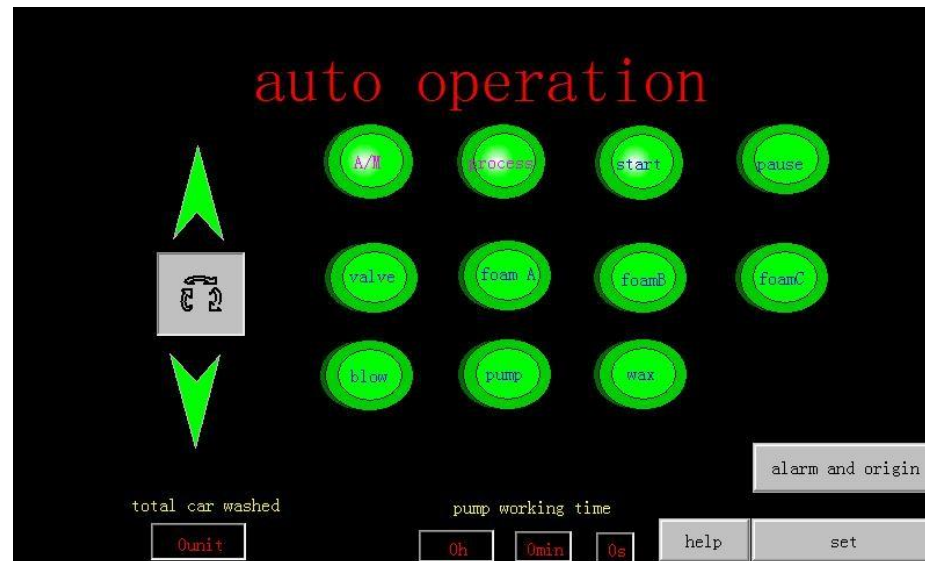 auto operation
A/M process start pause
valve foam A foamB foamC
blow pump wax
alarm and origin
total car washed pump working time
0unit 0h 0min 0s help set